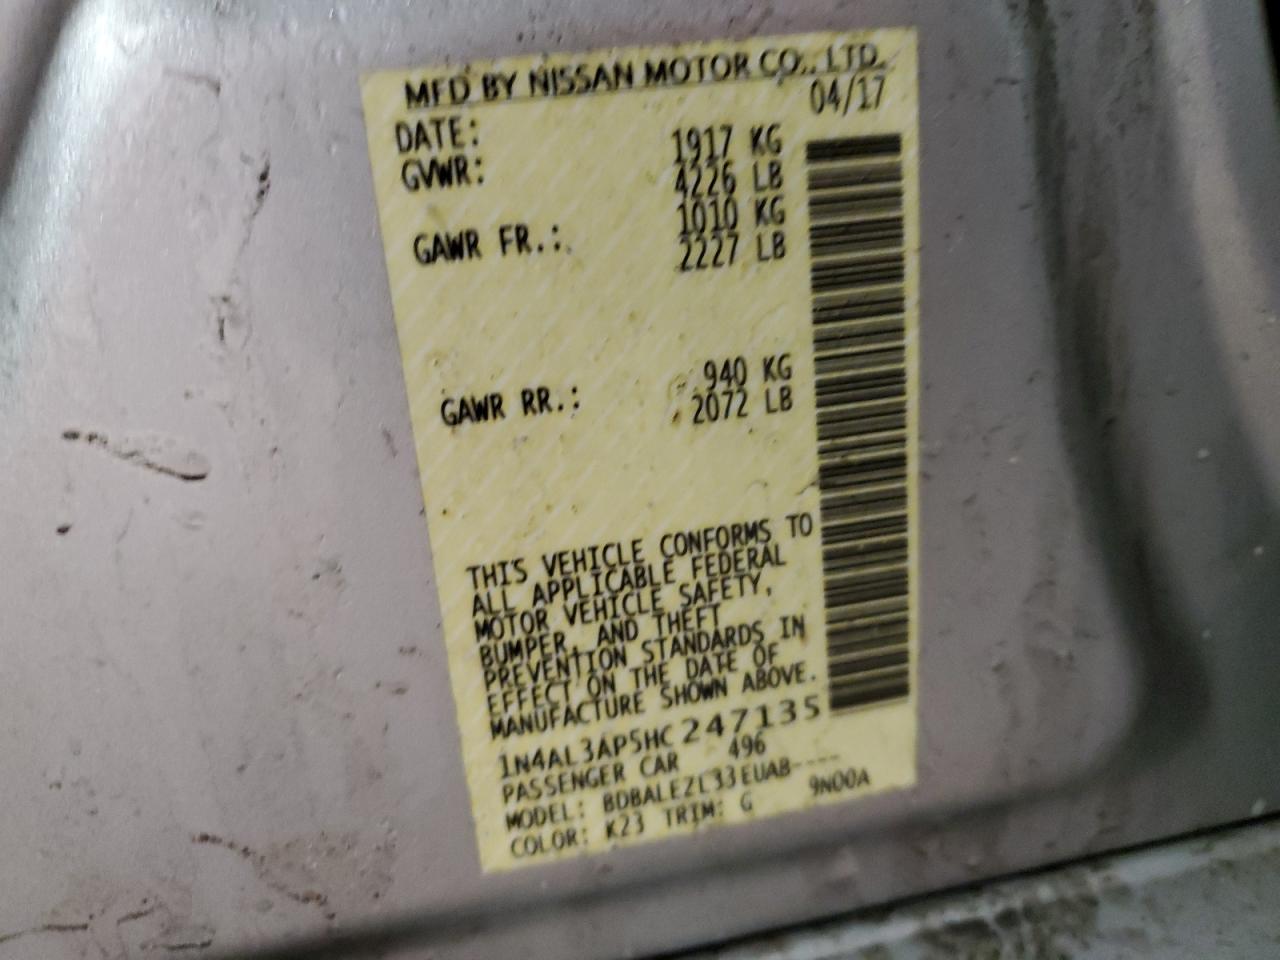 MFD BY NISSAN MOTOR CO., LTD.
DATE: 04/17
GVWR: 1917 KG
4226 LB
GAWR FR.: 1010 KG
2227 LB
GAWR RR.: 940 KG
2072 LB
THIS VEHICLE CONFORMS TO
ALL APPLICABLE FEDERAL
MOTOR VEHICLE SAFETY,
BUMPER, AND THEFT
PREVENTION STANDARDS IN
EFFECT ON THE DATE OF
MANUFACTURE SHOWN ABOVE.
1N4AL3AP5HC247135
PASSENGER CAR 496
MODEL: BDBALEZL33EUAB----
COLOR: K23 TRIM: G 9N00A